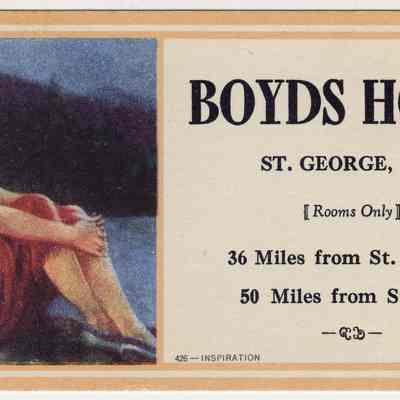 BOYDS HO
ST. GEORGE,
[ Rooms Only ]
36 Miles from St.
50 Miles from S
426 — INSPIRATION